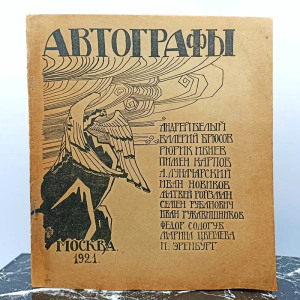 АВТОГРАФЫ
АНДРЕЙ БЕЛЫЙ
ВАЛЕРИЙ БРЮСОВ
РЮРИК ИВНЕВ
ПИМЕН КАРПОВ
А. ЛУНАЧАРСКИЙ
ИВАН НОВИКОВ
МАТВЕЙ РОЙЗМАН
СЕМЕН РУБАНОВИЧ
ИВАН РУКАВИШНИКОВ
ФЕДОР СОЛОГУБ
МАРИНА ЦВЕТАЕВА
И. ЭРЕНБУРГ
МОСКВА
1921.